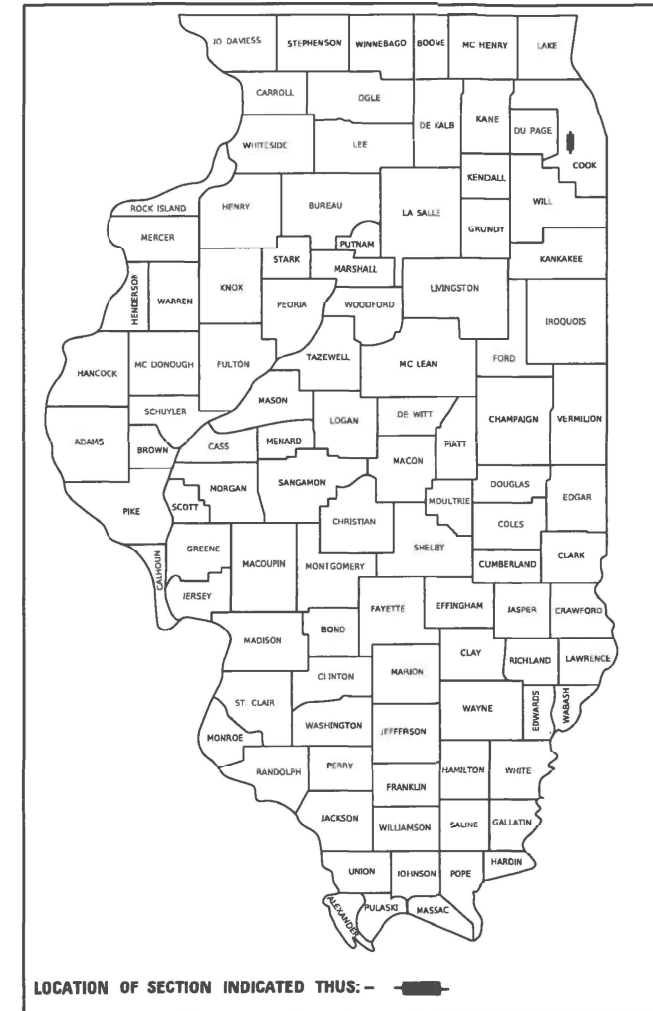 JO DAVIESS STEPHENSON WINNEBAGO BOONE MC HENRY LAKE
CARROLL OGLE DE KALB KANE DU PAGE COOK
WHITESIDE LEE
KENDALL WILL
ROCK ISLAND HENRY BUREAU LA SALLE GRUNDY
MERCER PUTNAM KANKAKEE
STARK MARSHALL
HENDERSON WARREN KNOX PEORIA WOODFORD LIVINGSTON IROQUOIS
HANCOCK MC DONOUGH FULTON TAZEWELL MC LEAN FORD
SCHUYLER MASON LOGAN DE WITT CHAMPAIGN VERMILION
ADAMS BROWN CASS MENARD MACON PIATT
PIKE SCOTT MORGAN SANGAMON MOULTRIE DOUGLAS EDGAR
CHRISTIAN COLES
CALHOUN GREENE MACOUPIN MONTGOMERY SHELBY CUMBERLAND CLARK
JERSEY FAYETTE EFFINGHAM JASPER CRAWFORD
MADISON BOND
CLINTON MARION CLAY RICHLAND LAWRENCE
ST. CLAIR WASHINGTON JEFFERSON WAYNE EDWARDS WABASH
MONROE
RANDOLPH PERRY HAMILTON WHITE
FRANKLIN
JACKSON WILLIAMSON SALINE GALLATIN
UNION JOHNSON POPE HARDIN
ALEXANDER PULASKI MASSAC
LOCATION OF SECTION INDICATED THUS: -